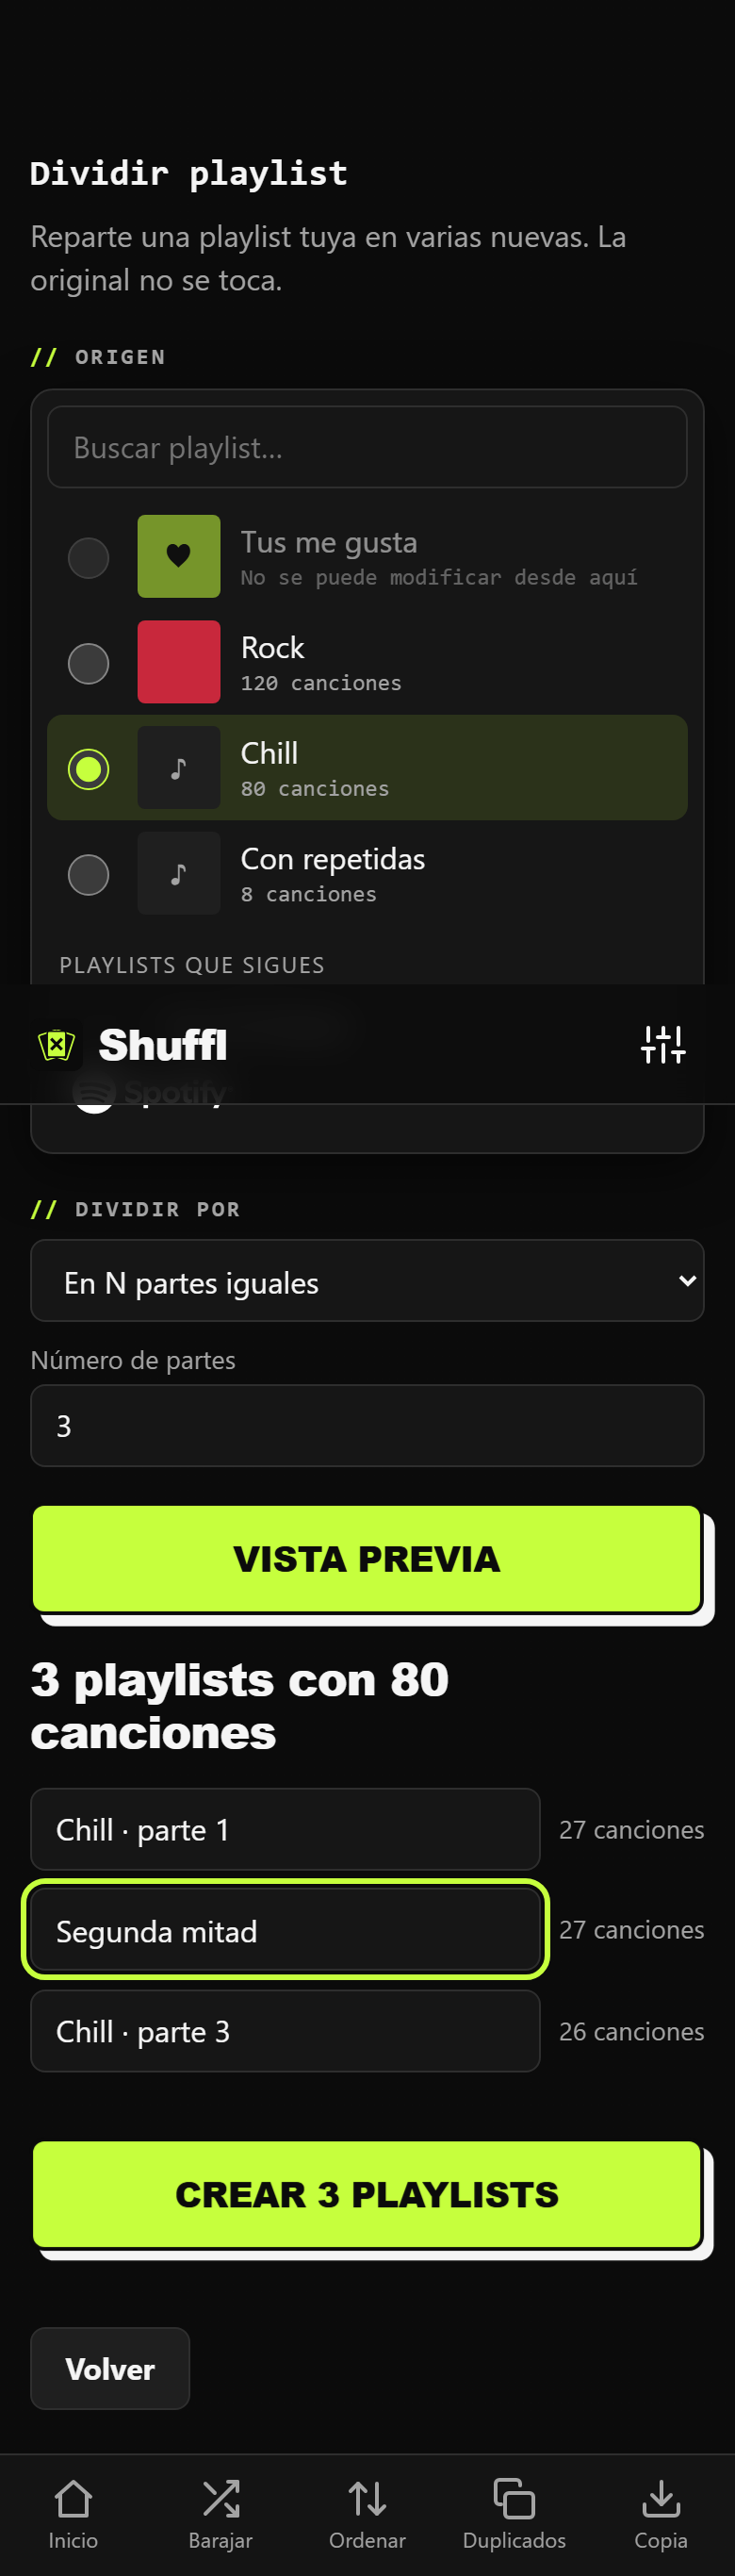 Dividir playlist
Reparte una playlist tuya en varias nuevas. La
original no se toca.
// ORIGEN
Buscar playlist...
Tus me gusta
No se puede modificar desde aquí
Rock
120 canciones
Chill
80 canciones
Con repetidas
8 canciones
PLAYLISTS QUE SIGUES
Shuffl
Spotify
// DIVIDIR POR
En N partes iguales
Número de partes
3
VISTA PREVIA
3 playlists con 80
canciones
Chill · parte 1
27 canciones
Segunda mitad
27 canciones
Chill · parte 3
26 canciones
CREAR 3 PLAYLISTS
Volver
Inicio
Barajar
Ordenar
Duplicados
Copia